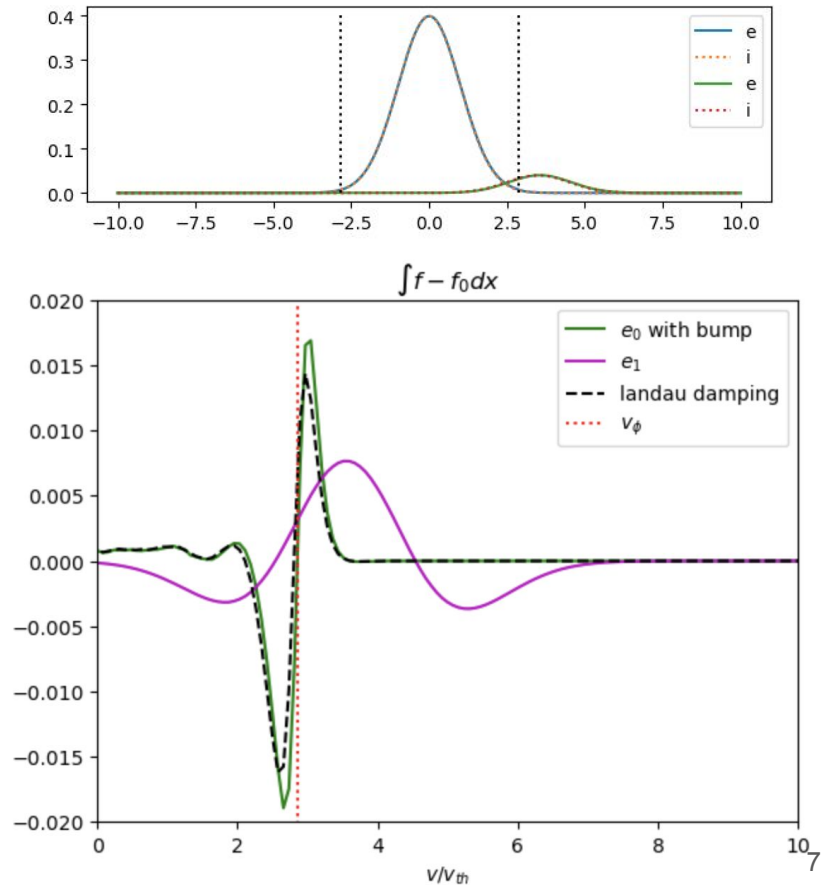 0.4
0.3
0.2
0.1
0.0
e
i
e
i
−10.0 −7.5 −5.0 −2.5 0.0 2.5 5.0 7.5 10.0
∫ f − f₀dx
0.020
0.015
0.010
0.005
0.000
−0.005
−0.010
−0.015
−0.020
e₀ with bump
e₁
landau damping
v_ϕ
0 2 4 6 8 10
v/v_th
7